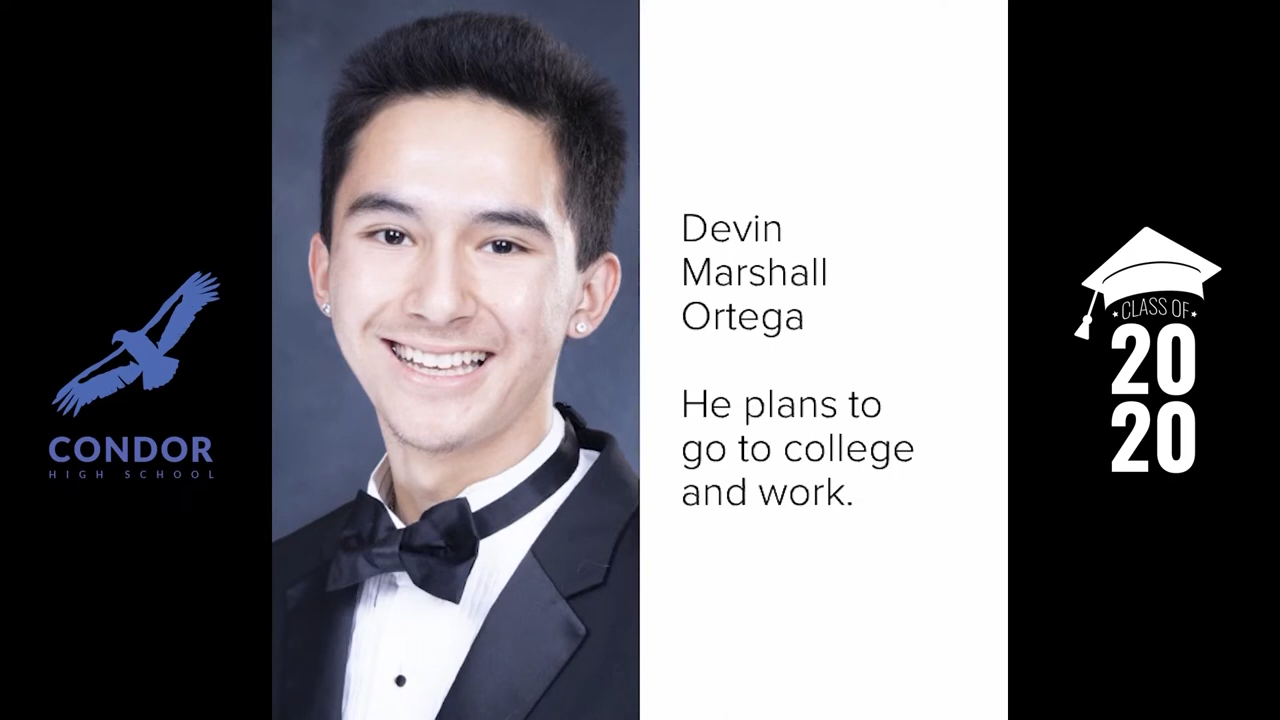 CONDOR
HIGH SCHOOL
Devin
Marshall
Ortega
He plans to
go to college
and work.
CLASS OF
20
20